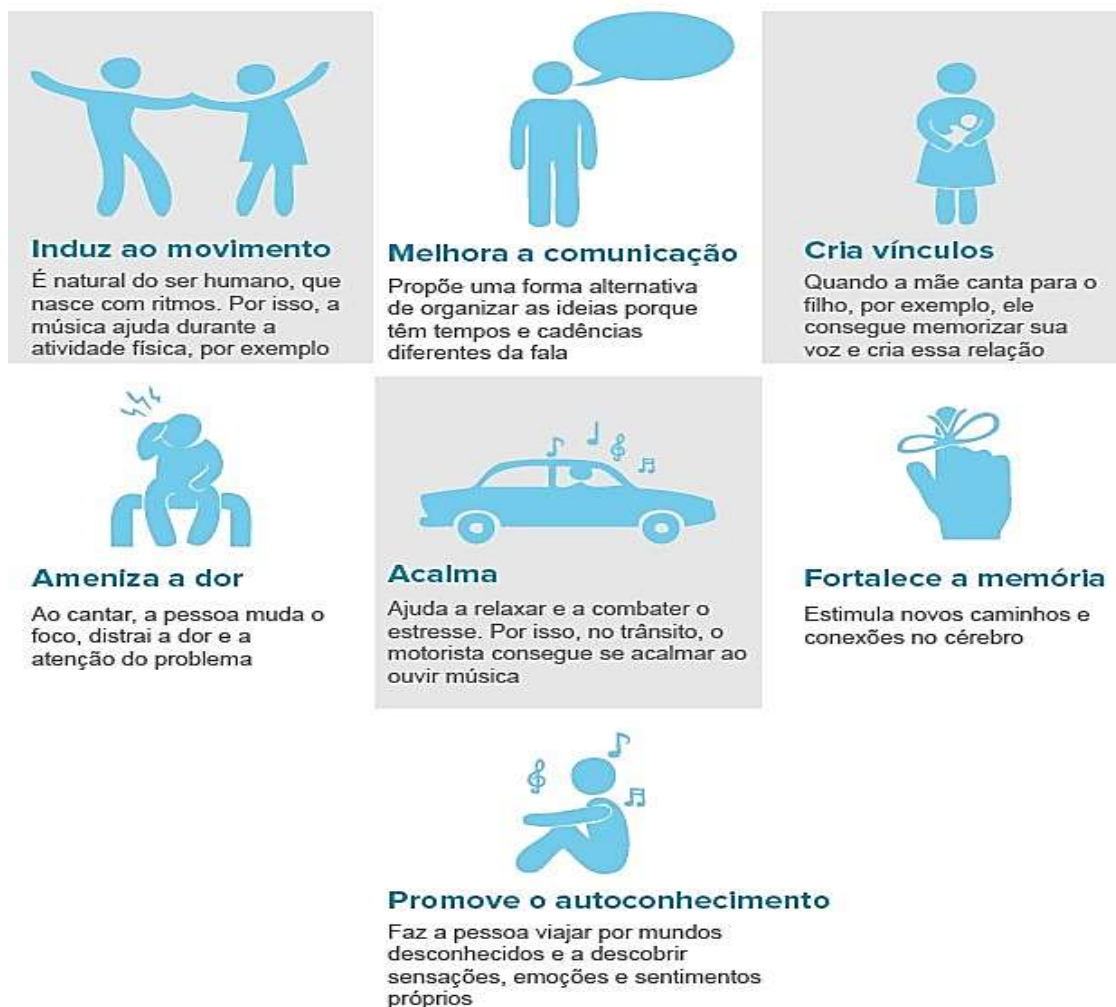 Induz ao movimento
É natural do ser humano, que
nasce com ritmos. Por isso, a
música ajuda durante a
atividade física, por exemplo
Melhora a comunicação
Propõe uma forma alternativa
de organizar as ideias porque
têm tempos e cadências
diferentes da fala
Cria vínculos
Quando a mãe canta para o
filho, por exemplo, ele
consegue memorizar sua
voz e cria essa relação
Ameniza a dor
Ao cantar, a pessoa muda o
foco, distrai a dor e a
atenção do problema
Acalma
Ajuda a relaxar e a combater o
estresse. Por isso, no trânsito, o
motorista consegue se acalmar ao
ouvir música
Fortalece a memória
Estimula novos caminhos e
conexões no cérebro
Promove o autoconhecimento
Faz a pessoa viajar por mundos
desconhecidos e a descobrir
sensações, emoções e sentimentos
próprios